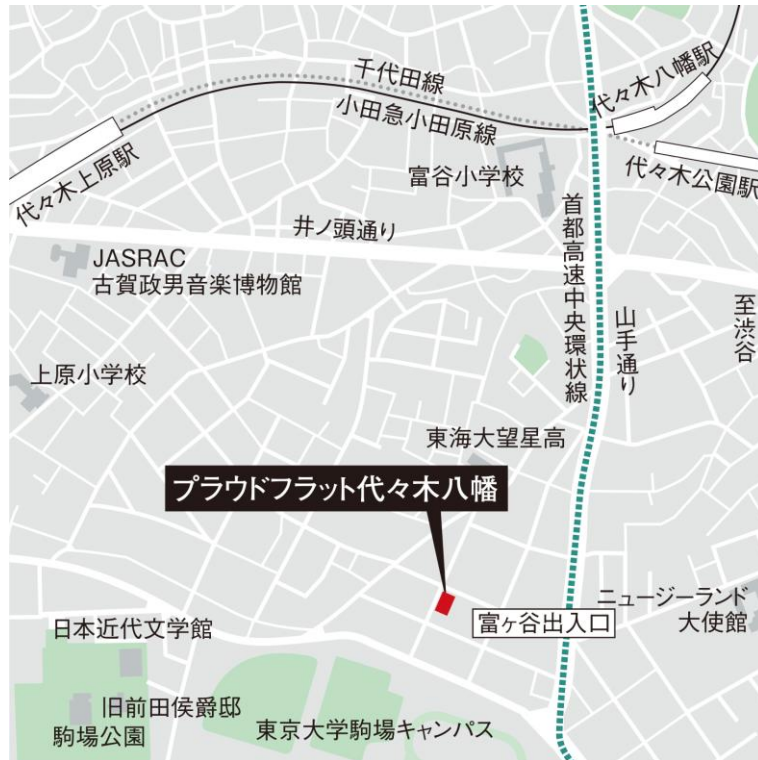 千代田線
小田急小田原線
代々木八幡駅
代々木上原駅
富谷小学校
代々木公園駅
井ノ頭通り
首都高速中央環状線
JASRAC
古賀政男音楽博物館
山手通り
至渋谷
上原小学校
東海大望星高
プラウドフラット代々木八幡
ニュージーランド
大使館
富ヶ谷出入口
日本近代文学館
旧前田侯爵邸
駒場公園
東京大学駒場キャンパス